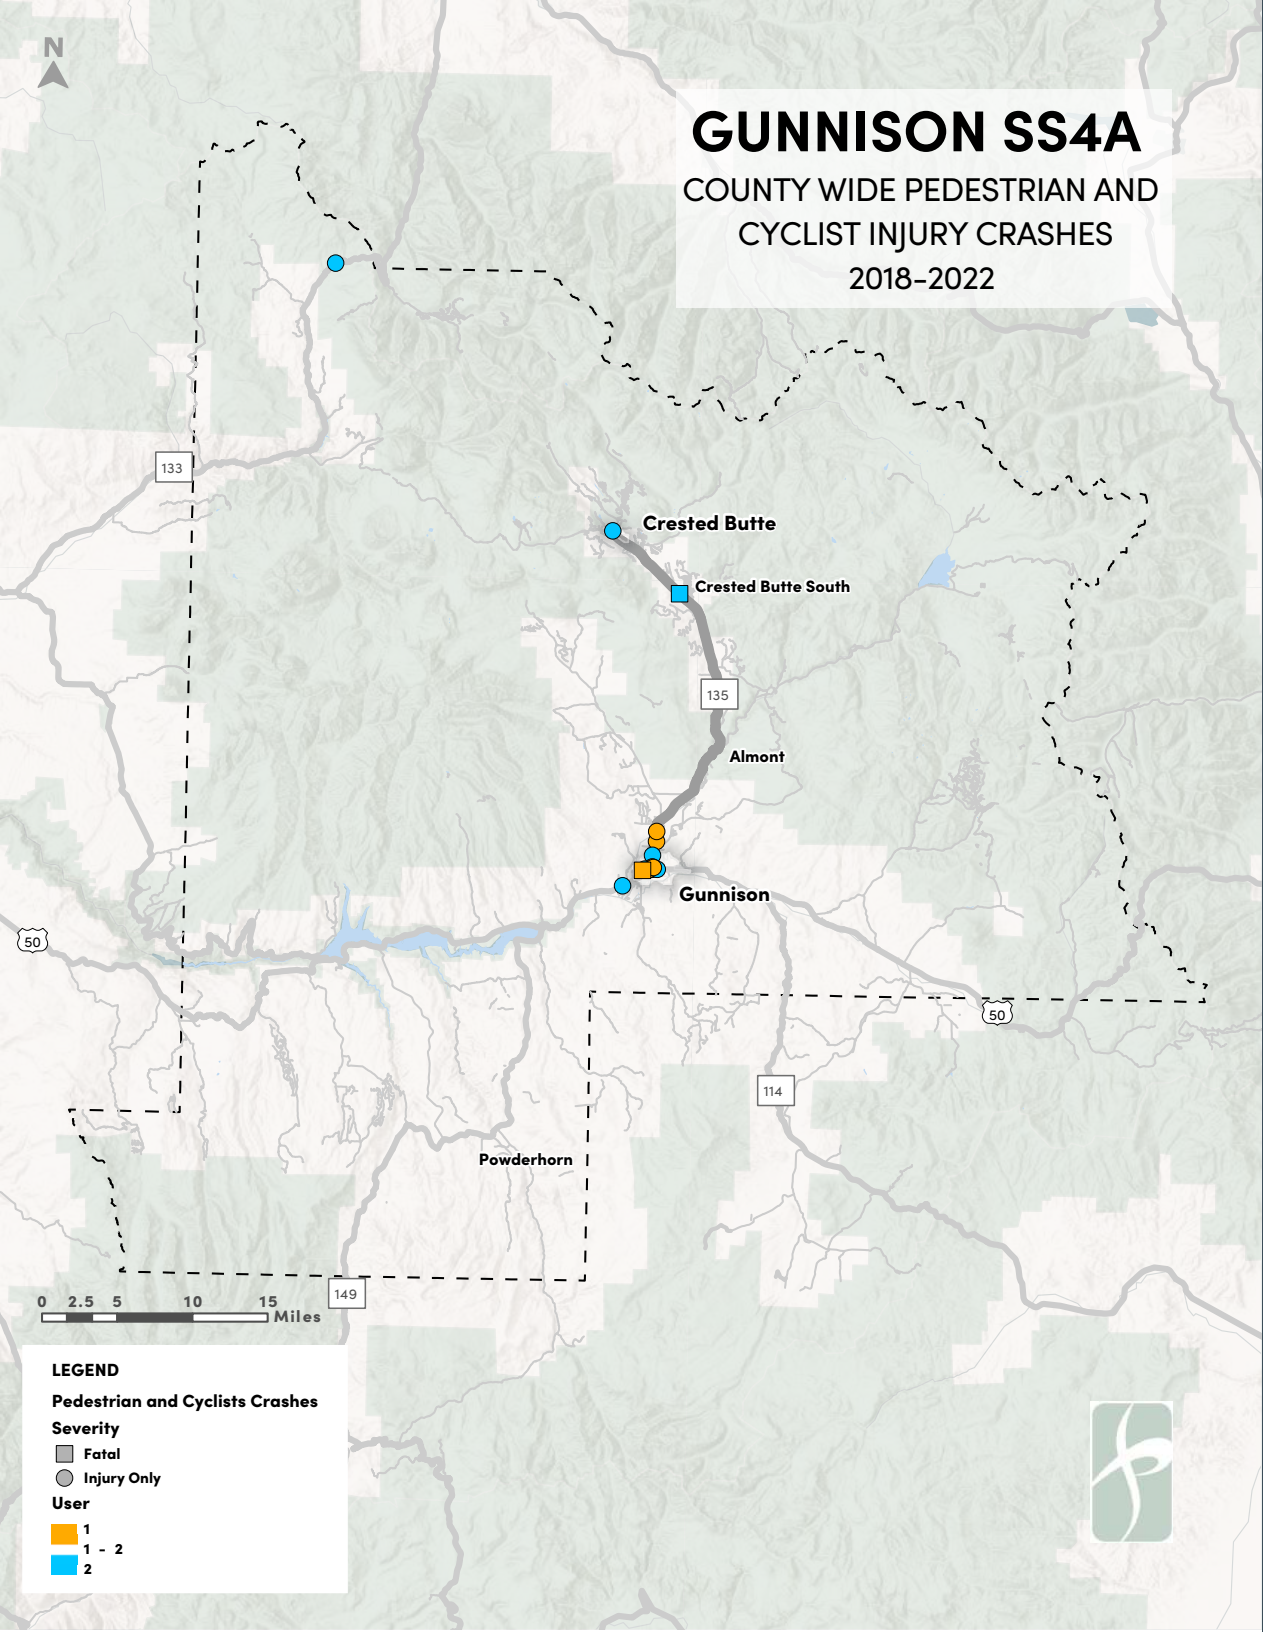 N
GUNNISON SS4A
COUNTY WIDE PEDESTRIAN AND
CYCLIST INJURY CRASHES
2018-2022
133
Crested Butte
Crested Butte South
135
Almont
Gunnison
50
50
114
Powderhorn
149
0 2.5 5 10 15
Miles
LEGEND
Pedestrian and Cyclists Crashes
Severity
Fatal
Injury Only
User
1
1 - 2
2